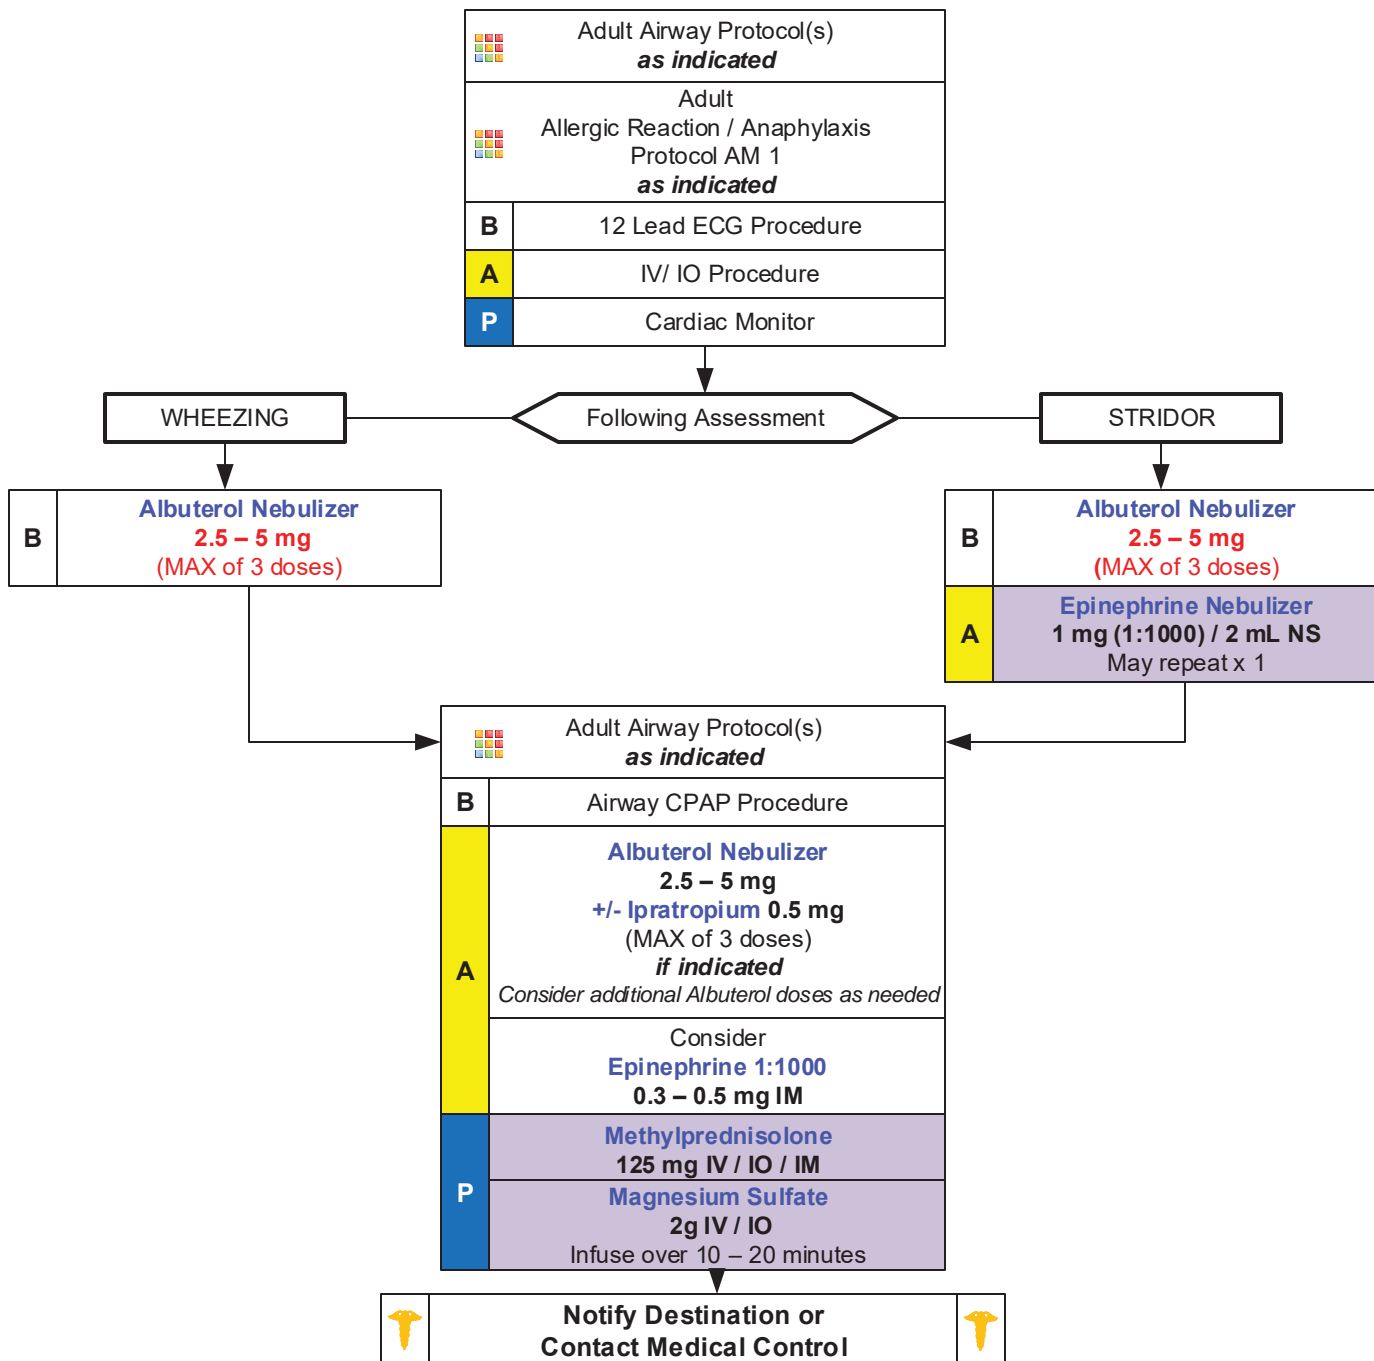 Adult Airway Protocol(s)
as indicated
Adult
Allergic Reaction / Anaphylaxis
Protocol AM 1
as indicated
B
12 Lead ECG Procedure
A
IV/ IO Procedure
P
Cardiac Monitor
WHEEZING
Following Assessment
STRIDOR
B
Albuterol Nebulizer
2.5 – 5 mg
(MAX of 3 doses)
B
Albuterol Nebulizer
2.5 – 5 mg
(MAX of 3 doses)
A
Epinephrine Nebulizer
1 mg (1:1000) / 2 mL NS
May repeat x 1
Adult Airway Protocol(s)
as indicated
B
Airway CPAP Procedure
A
Albuterol Nebulizer
2.5 – 5 mg
+/- Ipratropium 0.5 mg
(MAX of 3 doses)
if indicated
Consider additional Albuterol doses as needed
Consider
Epinephrine 1:1000
0.3 – 0.5 mg IM
P
Methylprednisolone
125 mg IV / IO / IM
Magnesium Sulfate
2g IV / IO
Infuse over 10 – 20 minutes
Notify Destination or
Contact Medical Control